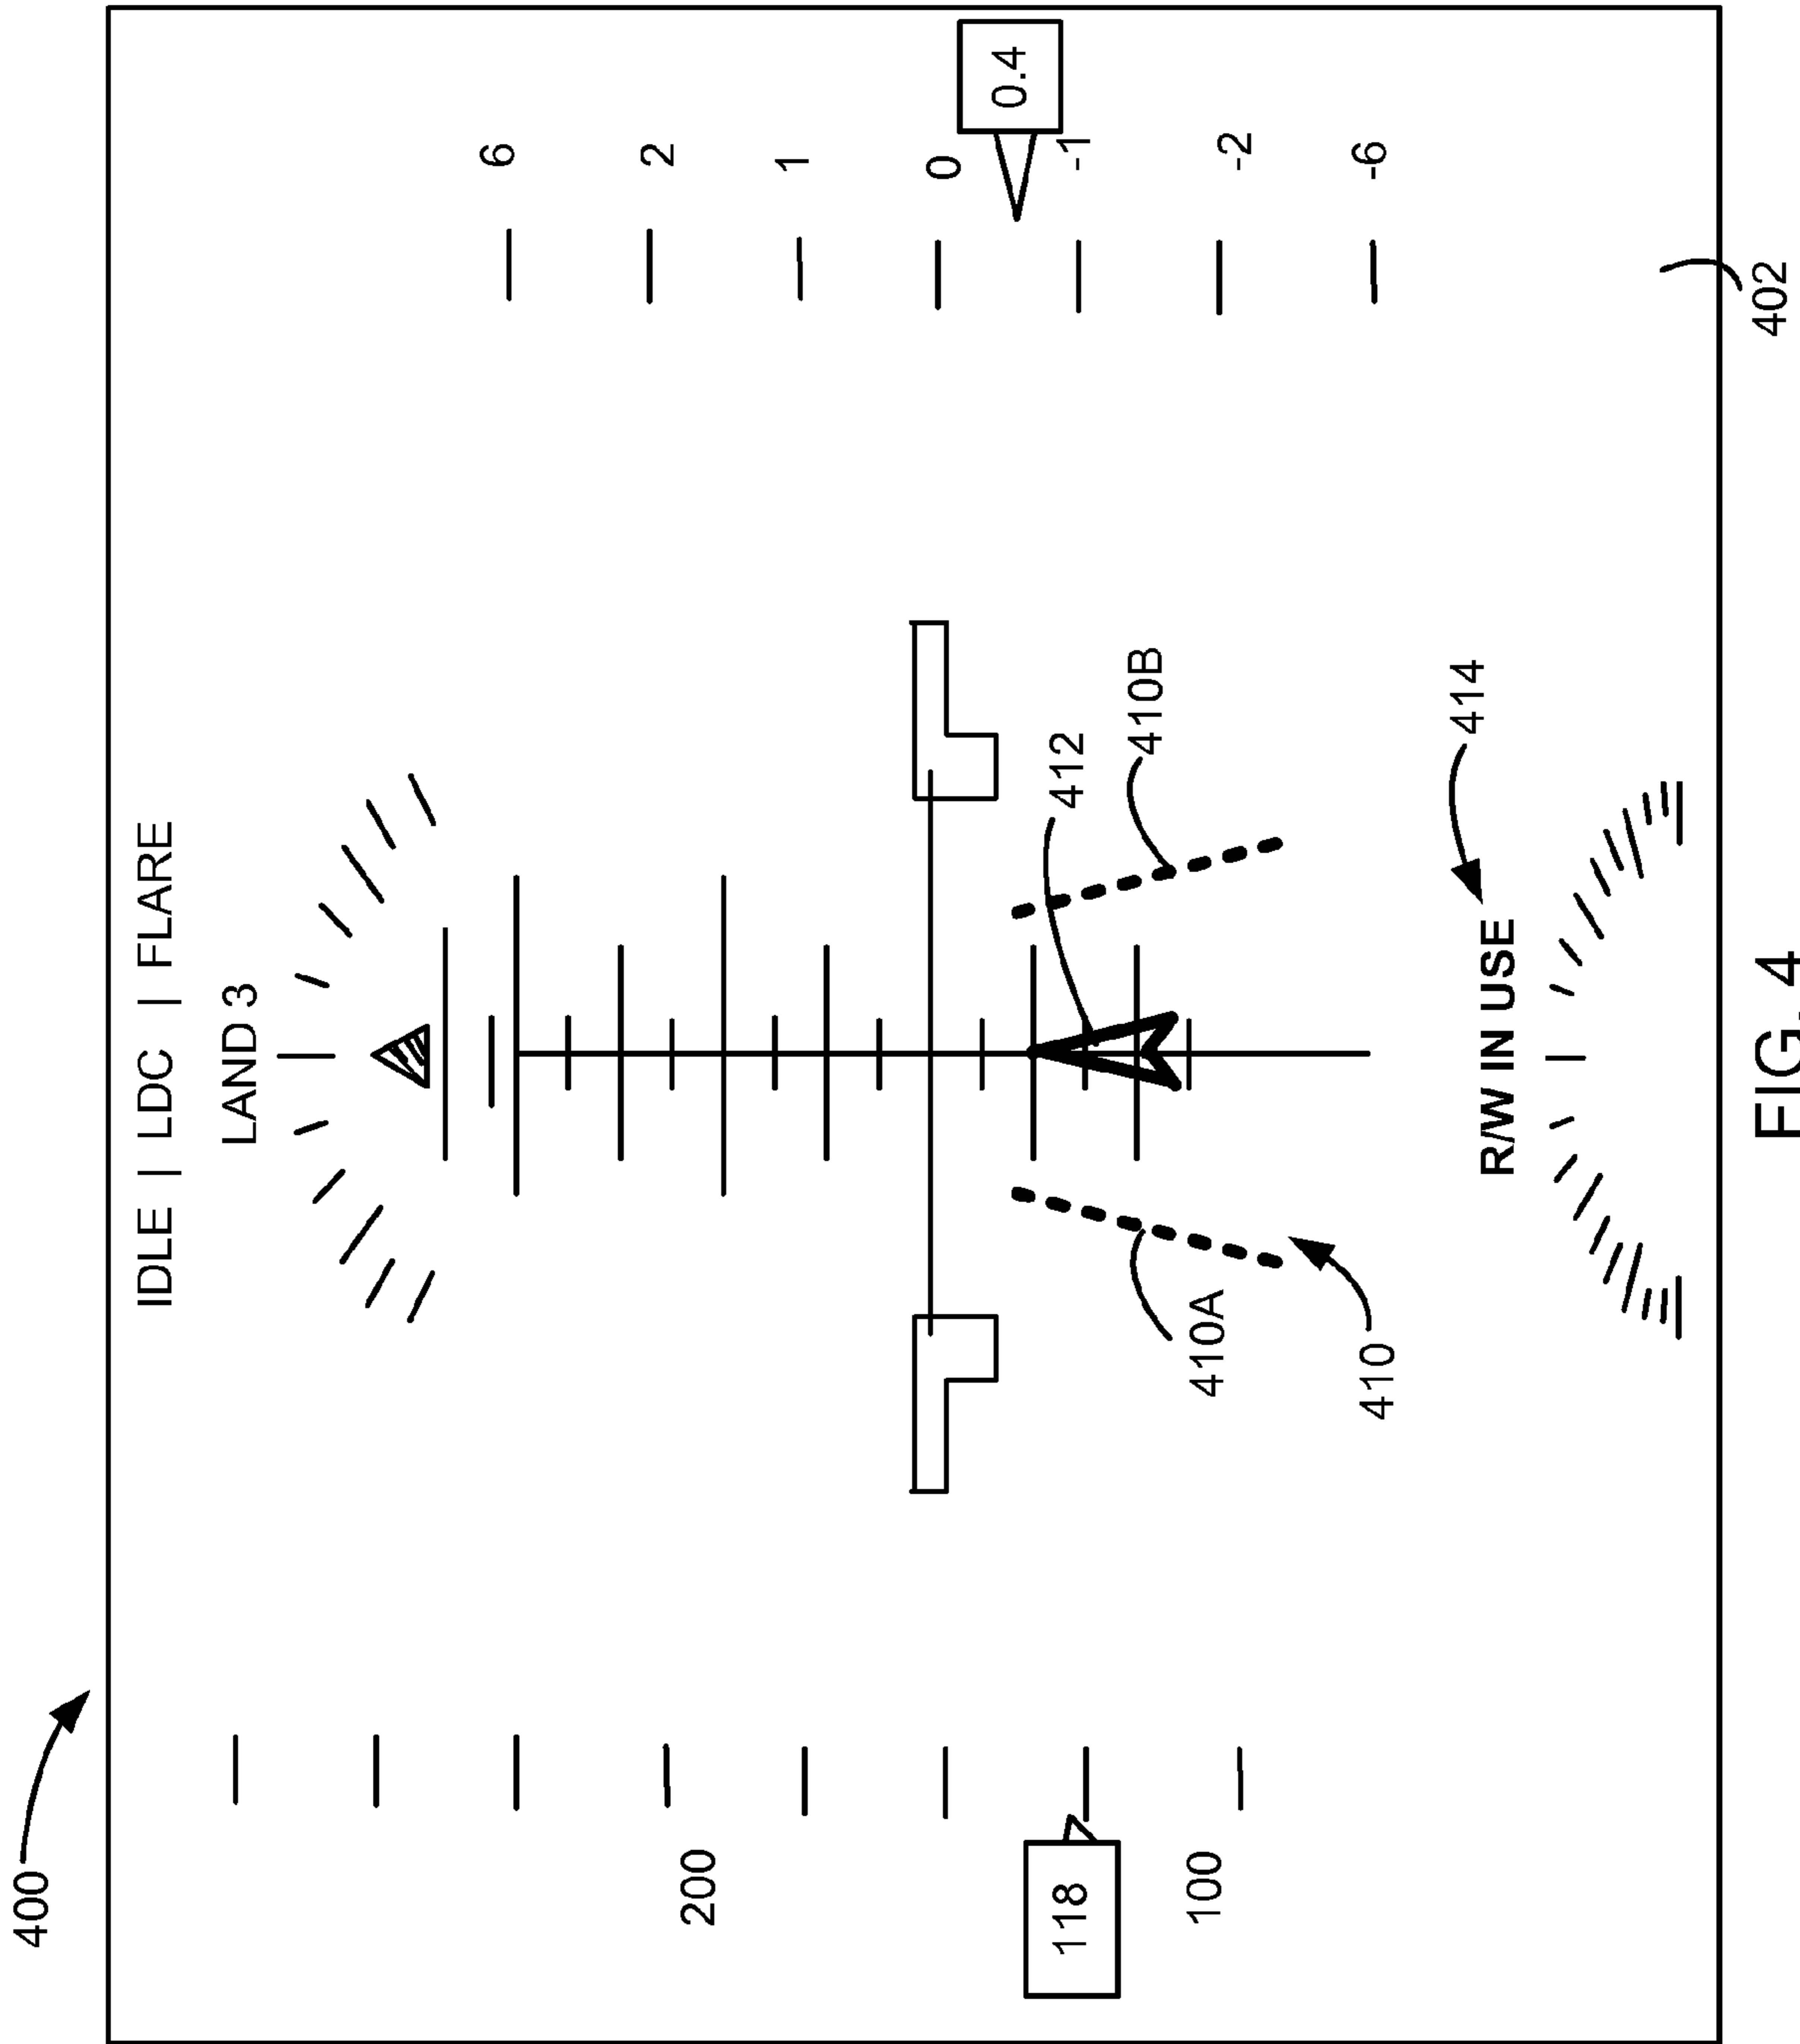 400
IDLE | LDC | FLARE
LAND 3
6
2
200
1
0
118
0.4
412
-1
410A
410B
100
-2
410
-6
414
R/W IN USE
402
FIG. 4